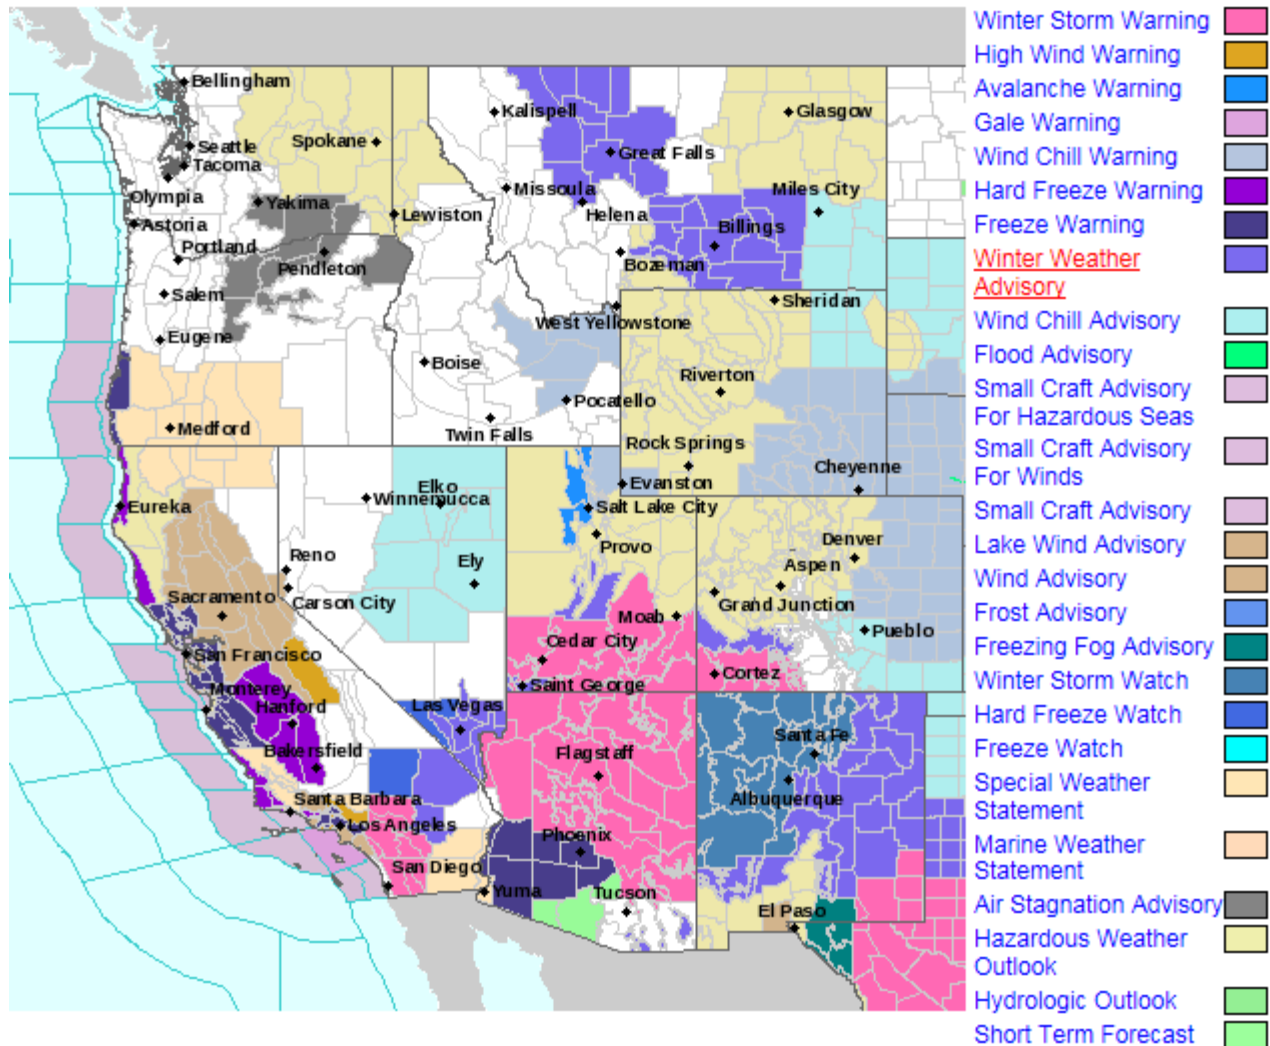 Bellingham
Seattle
Tacoma
Olympia
Astoria
Portland
Salem
Eugene
Medford
Spokane
Yakima
Pendleton
Lewiston
Kalispell
Missoula
Great Falls
Helena
Bozeman
Glasgow
Miles City
Billings
West Yellowstone
Boise
Pocatello
Twin Falls
Sheridan
Riverton
Rock Springs
Evanston
Cheyenne
Eureka
Winnemucca
Elko
Ely
Reno
Carson City
Salt Lake City
Provo
Moab
Cedar City
Saint George
Denver
Aspen
Grand Junction
Pueblo
Cortez
Sacramento
San Francisco
Monterey
Hanford
Bakersfield
Santa Barbara
Los Angeles
San Diego
Las Vegas
Flagstaff
Phoenix
Yuma
Tucson
Santa Fe
Albuquerque
El Paso
Winter Storm Warning
High Wind Warning
Avalanche Warning
Gale Warning
Wind Chill Warning
Hard Freeze Warning
Freeze Warning
Winter Weather
Advisory
Wind Chill Advisory
Flood Advisory
Small Craft Advisory
For Hazardous Seas
Small Craft Advisory
For Winds
Small Craft Advisory
Lake Wind Advisory
Wind Advisory
Frost Advisory
Freezing Fog Advisory
Winter Storm Watch
Hard Freeze Watch
Freeze Watch
Special Weather
Statement
Marine Weather
Statement
Air Stagnation Advisory
Hazardous Weather
Outlook
Hydrologic Outlook
Short Term Forecast